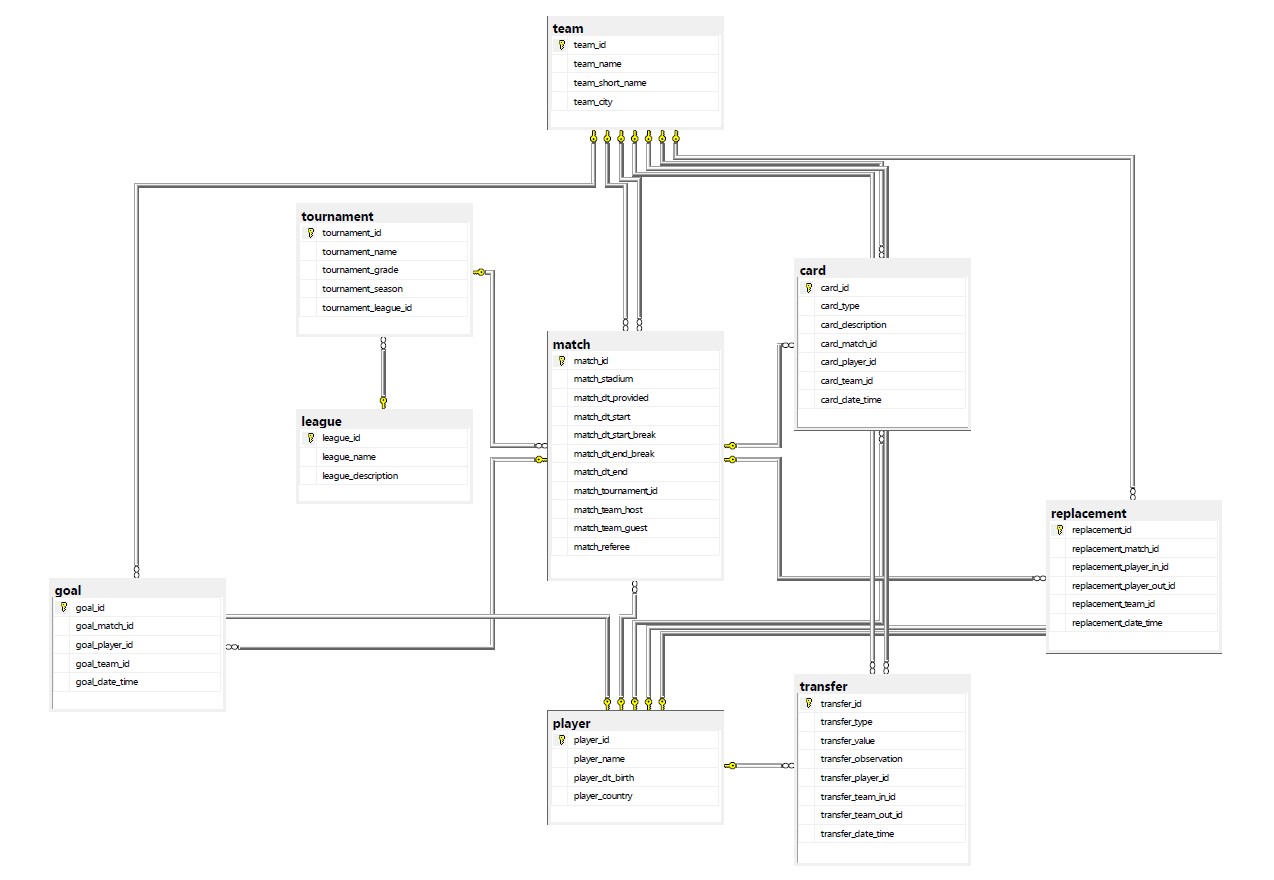 team
team_id
team_name
team_short_name
team_city
tournament
tournament_id
tournament_name
tournament_grade
tournament_season
tournament_league_id
card
card_id
card_type
card_description
card_match_id
card_player_id
card_team_id
card_date_time
match
match_id
match_stadium
match_dt_provided
match_dt_start
match_dt_start_break
match_dt_end_break
match_dt_end
match_tournament_id
match_team_host
match_team_guest
match_referee
league
league_id
league_name
league_description
replacement
replacement_id
replacement_match_id
replacement_player_in_id
replacement_player_out_id
replacement_team_id
replacement_date_time
goal
goal_id
goal_match_id
goal_player_id
goal_team_id
goal_date_time
player
player_id
player_name
player_dt_birth
player_country
transfer
transfer_id
transfer_type
transfer_value
transfer_observation
transfer_player_id
transfer_team_in_id
transfer_team_out_id
transfer_date_time